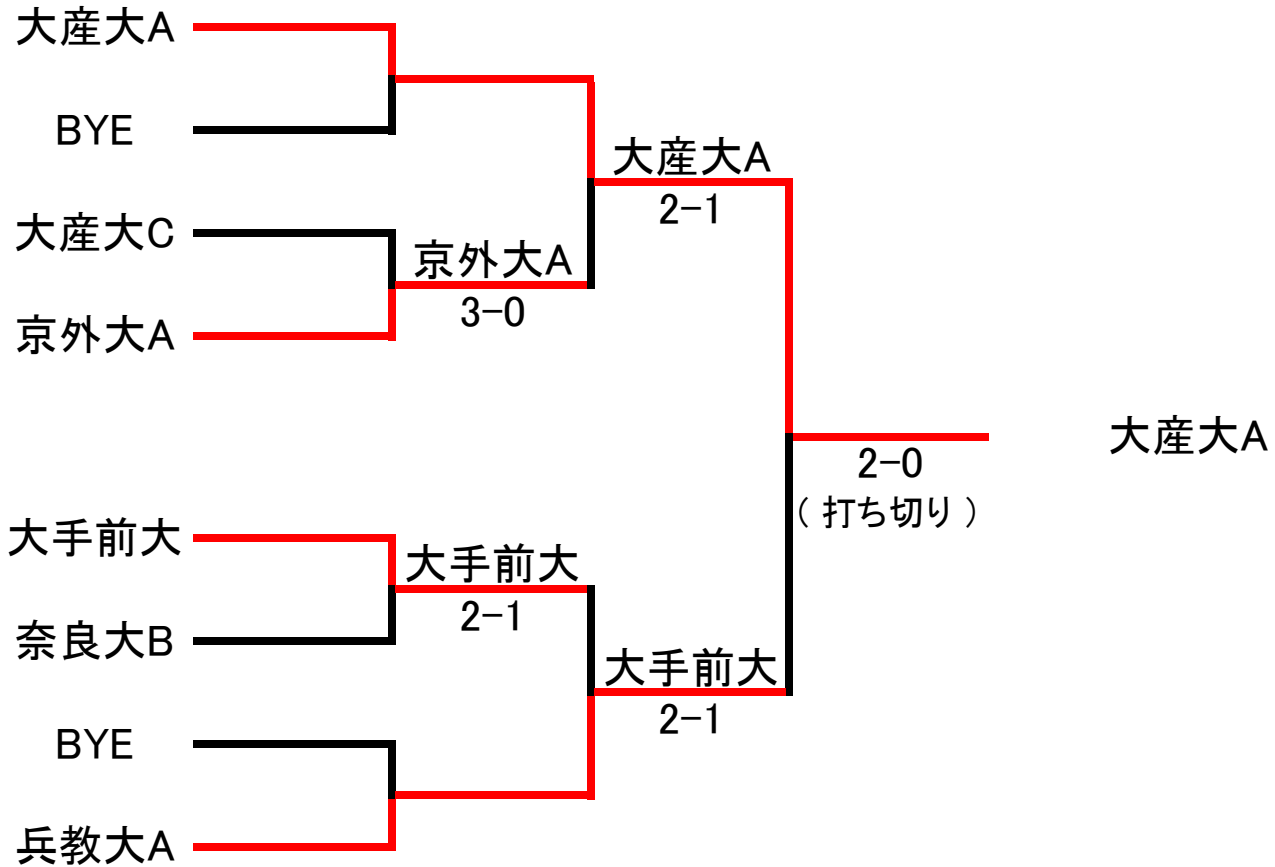 大産大A
BYE
大産大C
京外大A
京外大A
3-0
大産大A
2-1
大手前大
奈良大B
BYE
兵教大A
大手前大
2-1
大手前大
2-1
2-0
( 打ち切り )
大産大A